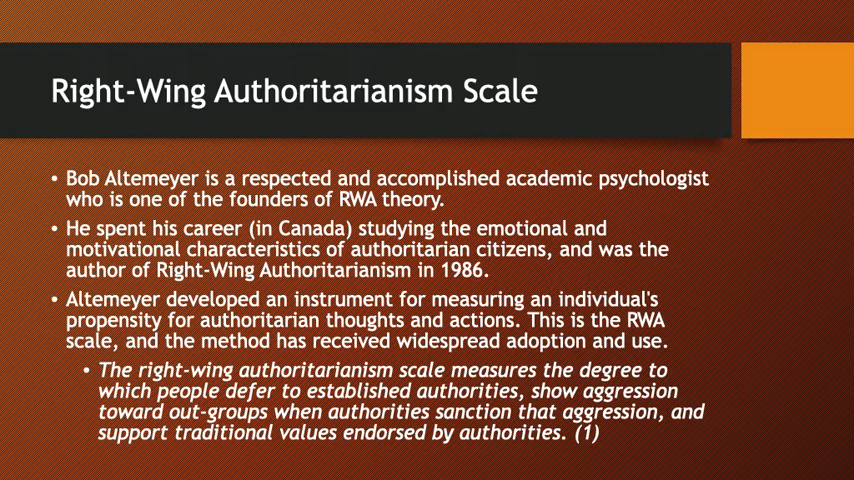 Right-Wing Authoritarianism Scale
• Bob Altemeyer is a respected and accomplished academic psychologist
who is one of the founders of RWA theory.
• He spent his career (in Canada) studying the emotional and
motivational characteristics of authoritarian citizens, and was the
author of Right-Wing Authoritarianism in 1986.
• Altemeyer developed an instrument for measuring an individual's
propensity for authoritarian thoughts and actions. This is the RWA
scale, and the method has received widespread adoption and use.
• The right-wing authoritarianism scale measures the degree to
which people defer to established authorities, show aggression
toward out-groups when authorities sanction that aggression, and
support traditional values endorsed by authorities. (1)